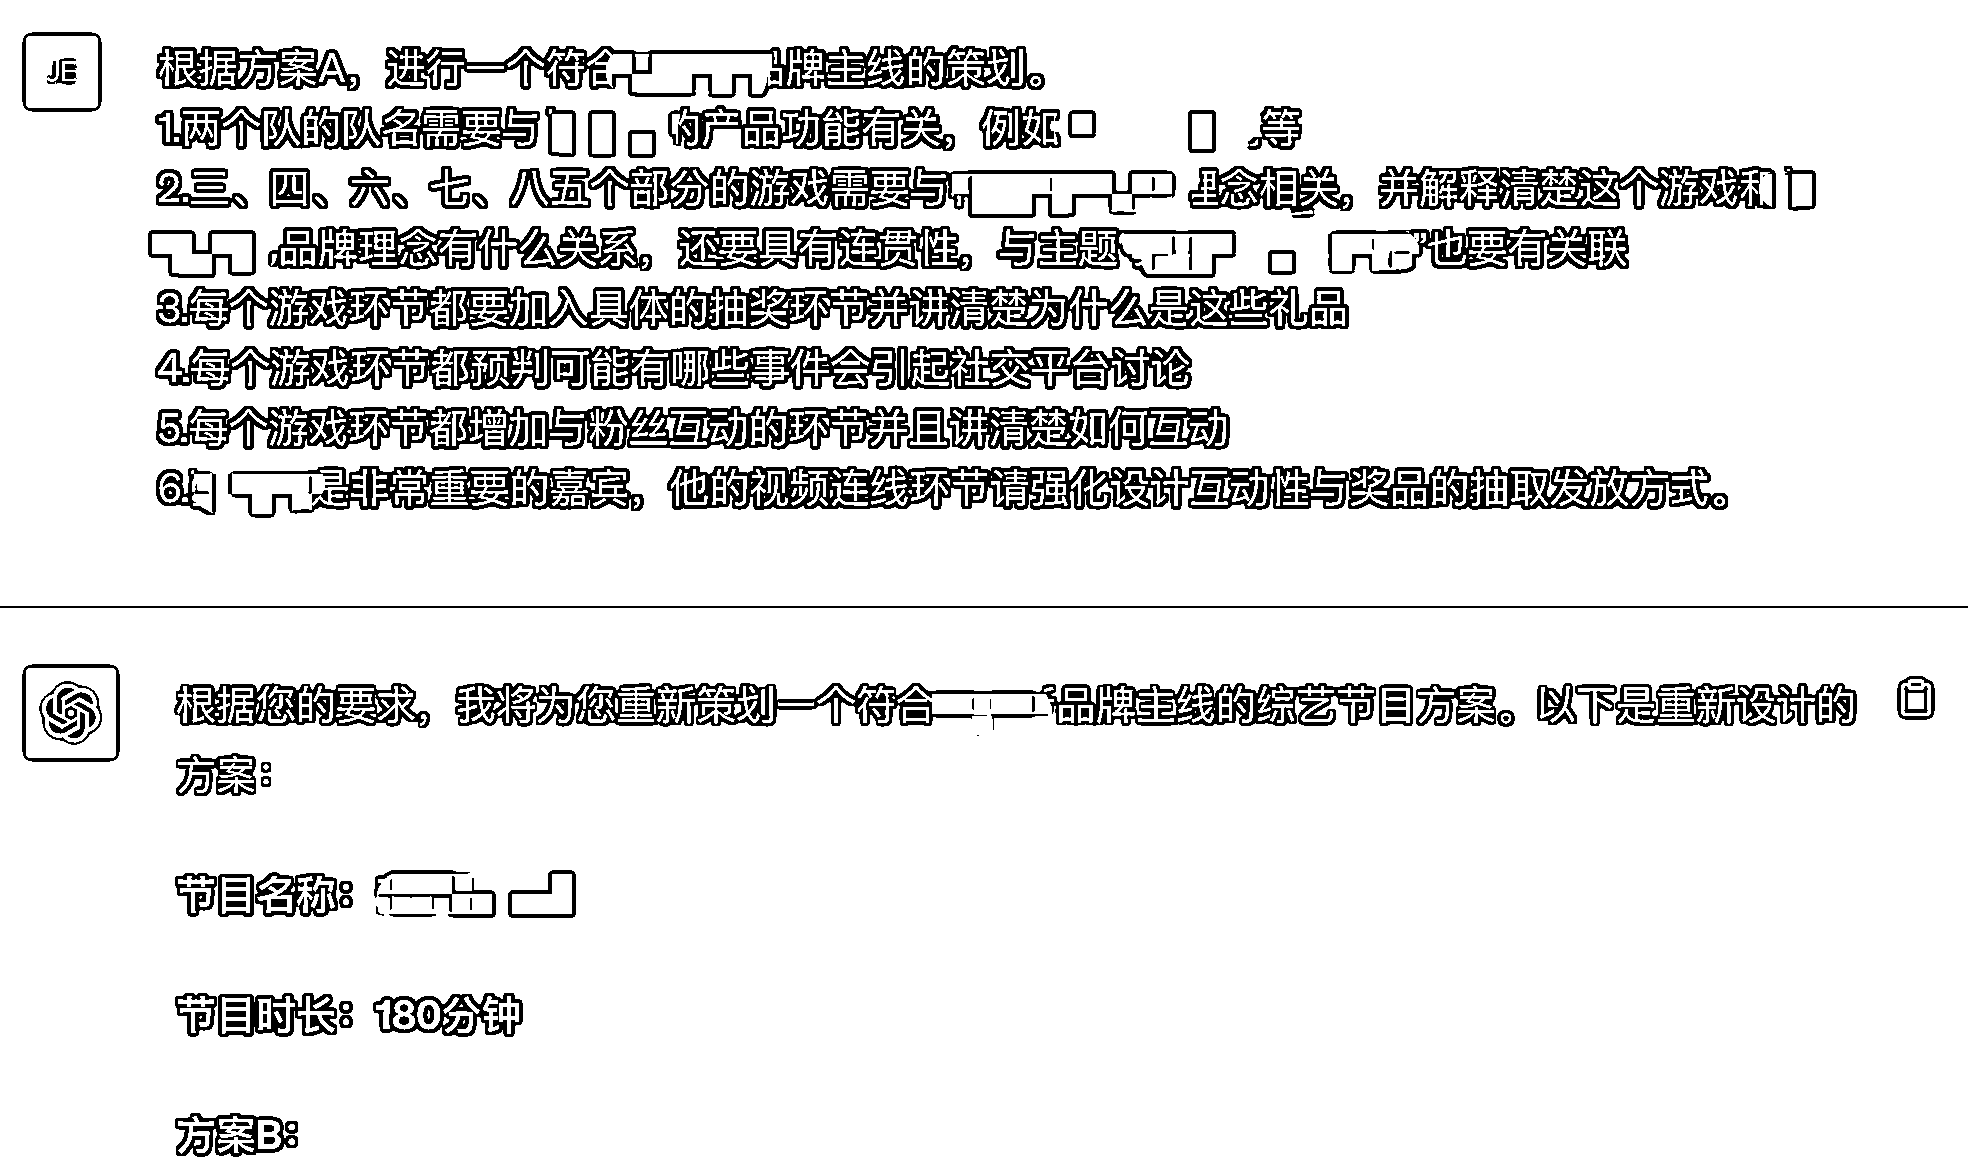 JE
根据方案A，进行一个符合 品牌主线的策划。
1.两个队的队名需要与 的产品功能有关，例如 等
2.三、四、六、七、八五个部分的游戏需要与 理念相关，并解释清楚这个游戏和
品牌理念有什么关系，还要具有连贯性，与主题 ”也要有关联
3.每个游戏环节都要加入具体的抽奖环节并讲清楚为什么是这些礼品
4.每个游戏环节都预判可能有哪些事件会引起社交平台讨论
5.每个游戏环节都增加与粉丝互动的环节并且讲清楚如何互动
6. 是非常重要的嘉宾，他的视频连线环节请强化设计互动性与奖品的抽取发放方式。
根据您的要求，我将为您重新策划一个符合 品牌主线的综艺节目方案。以下是重新设计的
方案：
节目名称：
节目时长：180分钟
方案B：